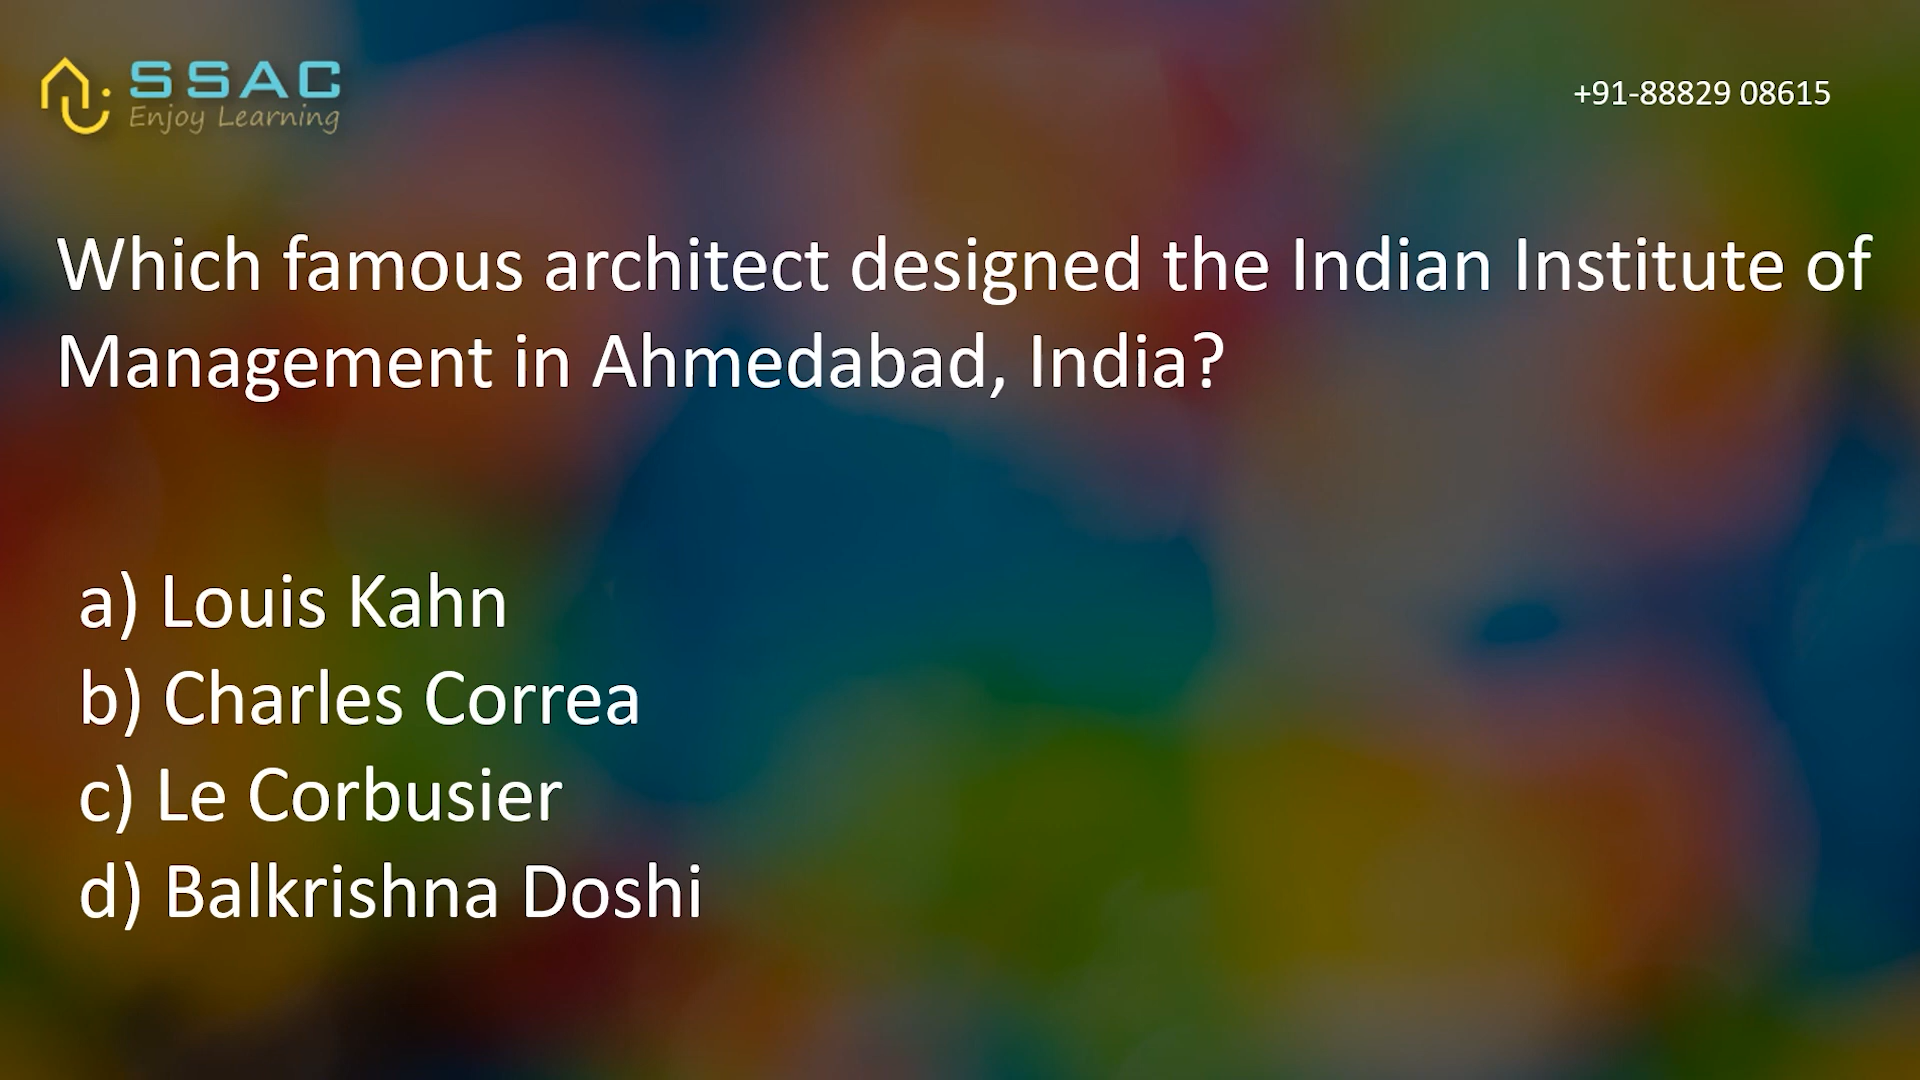 SSAC
Enjoy Learning
+91-88829 08615
Which famous architect designed the Indian Institute of
Management in Ahmedabad, India?
a) Louis Kahn
b) Charles Correa
c) Le Corbusier
d) Balkrishna Doshi